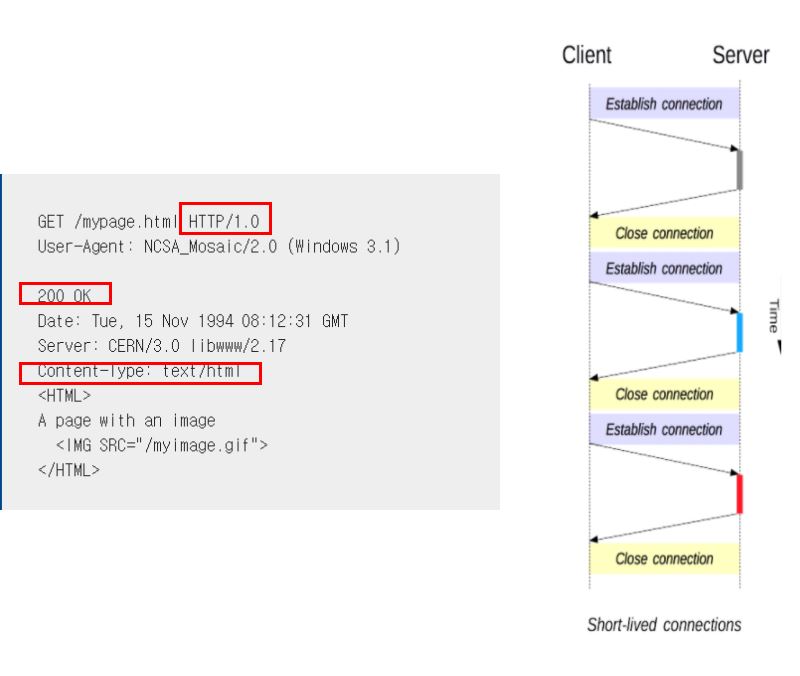 GET /mypage.html HTTP/1.0
User-Agent: NCSA_Mosaic/2.0 (Windows 3.1)
200 OK
Date: Tue, 15 Nov 1994 08:12:31 GMT
Server: CERN/3.0 libwww/2.17
Content-Type: text/html
<HTML>
A page with an image
<IMG SRC="/myimage.gif">
</HTML>
Client
Server
Establish connection
Close connection
Establish connection
Close connection
Establish connection
Close connection
Time
Short-lived connections